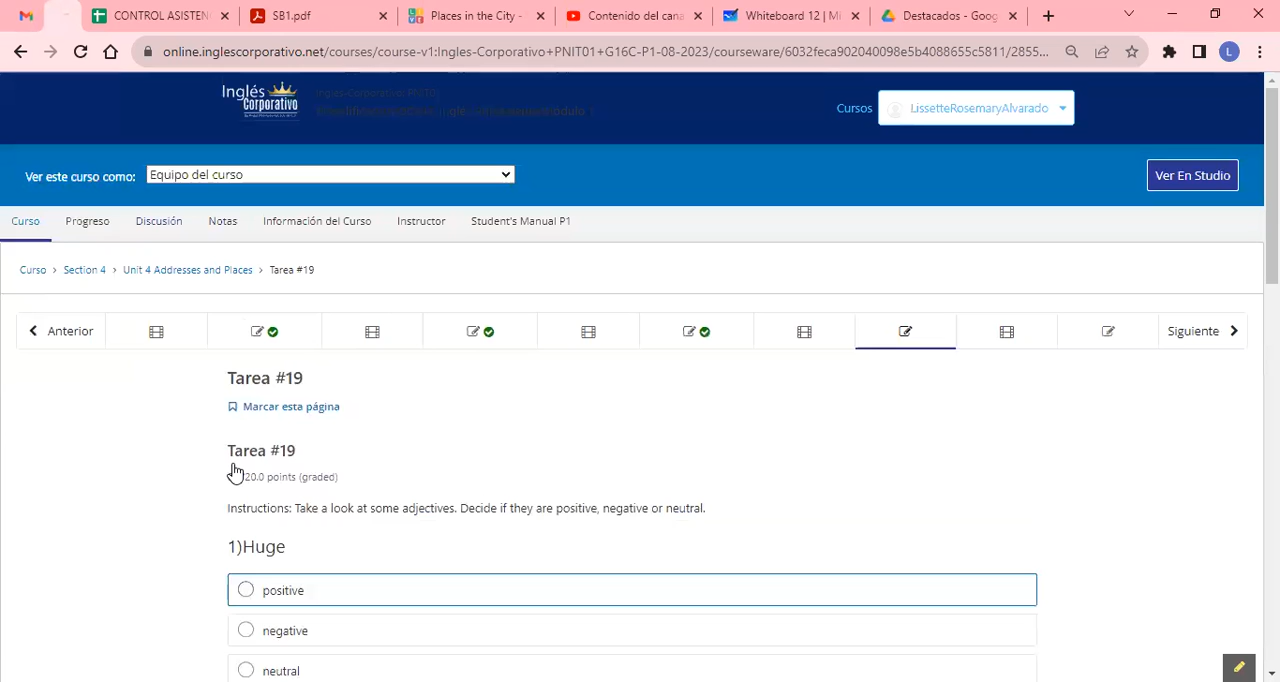 CONTROL ASISTEN
SB1.pdf
Places in the City -
Contenido del cana
Whiteboard 12 | Mi
Destacados - Goog
online.inglescorporativo.net/courses/course-v1:Ingles-Corporativo+PNIT01+G16C-P1-08-2023/courseware/6032feca902040098e5b4088655c5811/2855...
L
Inglés
Corporativo
Cursos
LissetteRosemaryAlvarado
Ver este curso como:
Equipo del curso
Ver En Studio
Curso
Progreso
Discusión
Notas
Información del Curso
Instructor
Student's Manual P1
Curso > Section 4 > Unit 4 Addresses and Places > Tarea #19
Anterior
Siguiente
Tarea #19
Marcar esta página
Tarea #19
20.0 points (graded)
Instructions: Take a look at some adjectives. Decide if they are positive, negative or neutral.
1)Huge
positive
negative
neutral